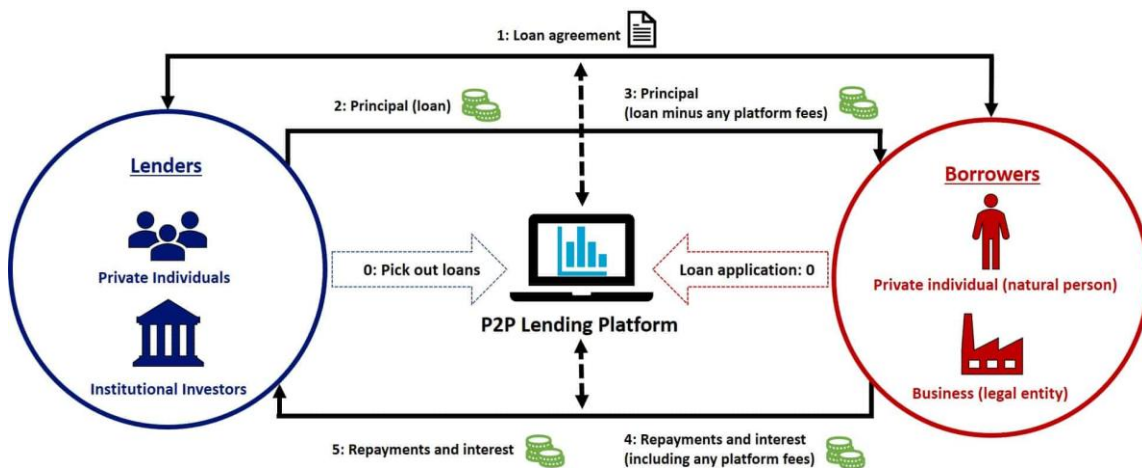 1: Loan agreement
2: Principal (loan)
3: Principal
(loan minus any platform fees)
Lenders
Borrowers
Private Individuals
0: Pick out loans
Loan application: 0
Private individual (natural person)
P2P Lending Platform
Institutional Investors
Business (legal entity)
5: Repayments and interest
4: Repayments and interest
(including any platform fees)